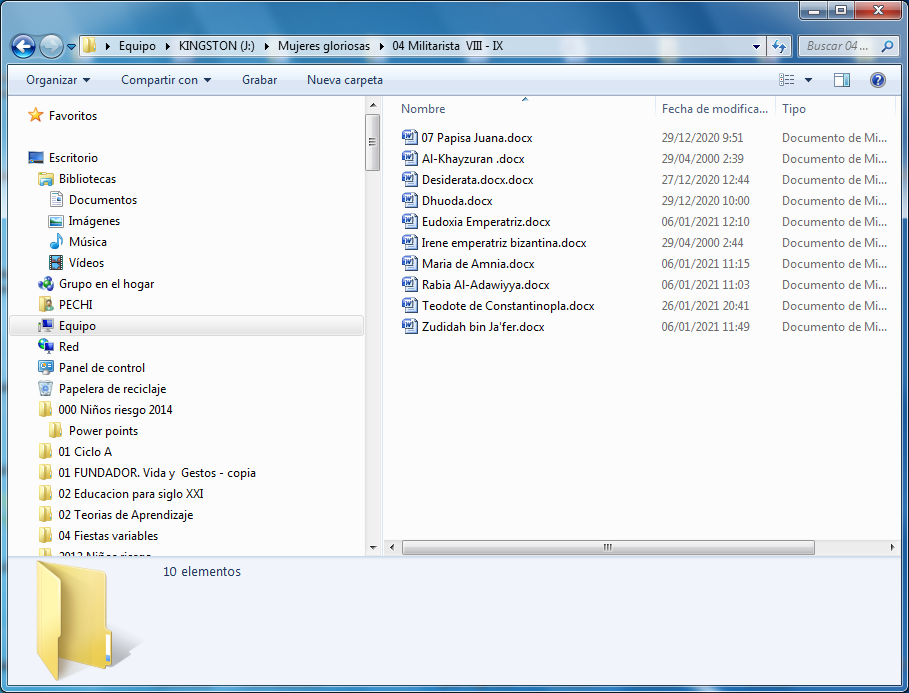 Equipo KINGSTON (J:) Mujeres gloriosas 04 Militarista VIII - IX Buscar 04 ...
Organizar Compartir con Grabar Nueva carpeta
Favoritos
Escritorio
Bibliotecas
Documentos
Imágenes
Música
Vídeos
Grupo en el hogar
PECHI
Equipo
Red
Panel de control
Papelera de reciclaje
000 Niños riesgo 2014
Power points
01 Ciclo A
01 FUNDADOR. Vida y Gestos - copia
02 Educacion para siglo XXI
02 Teorias de Aprendizaje
04 Fiestas variables
Nombre Fecha de modifica... Tipo
07 Papisa Juana.docx 29/12/2020 9:51 Documento de Mi...
Al-Khayzuran .docx 29/04/2000 2:39 Documento de Mi...
Desiderata.docx.docx 27/12/2020 12:44 Documento de Mi...
Dhuoda.docx 29/12/2020 10:00 Documento de Mi...
Eudoxia Emperatriz.docx 06/01/2021 12:10 Documento de Mi...
Irene emperatriz bizantina.docx 29/04/2000 2:44 Documento de Mi...
Maria de Amnia.docx 06/01/2021 11:15 Documento de Mi...
Rabia Al-Adawiyya.docx 06/01/2021 11:03 Documento de Mi...
Teodote de Constantinopla.docx 26/01/2021 20:41 Documento de Mi...
Zudidah bin Ja'fer.docx 06/01/2021 11:49 Documento de Mi...
10 elementos